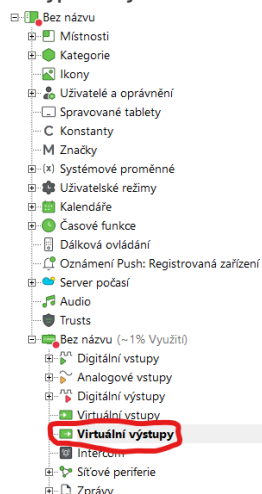 Bez názvu
Místnosti
Kategorie
Ikony
Uživatelé a oprávnění
Spravované tablety
C Konstanty
M Značky
(x) Systémové proměnné
Uživatelské režimy
Kalendáře
Časové funkce
Dálková ovládání
Oznámení Push: Registrovaná zařízení
Server počasí
Audio
Trusts
Bez názvu (~1% Využití)
Digitální vstupy
Analogové vstupy
Digitální výstupy
Virtuální vstupy
Virtuální výstupy
Intercom
Síťové periferie
Zprávy